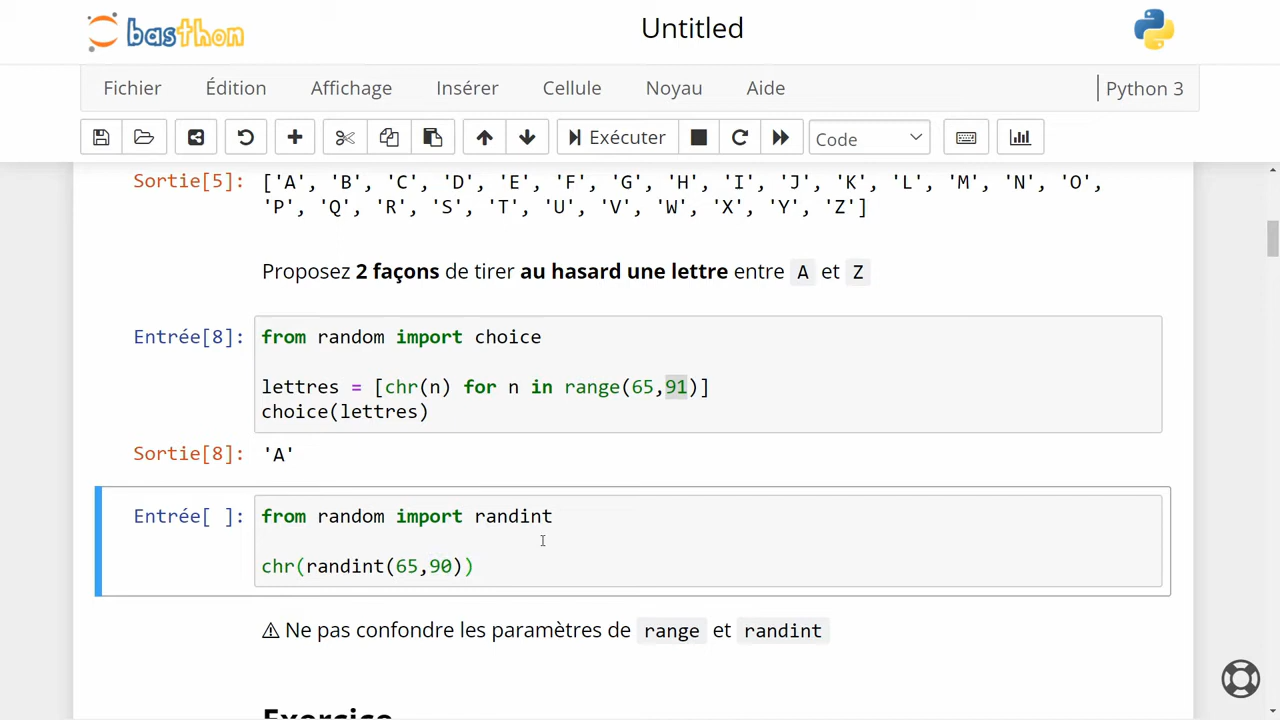 basthon
Untitled
Fichier Édition Affichage Insérer Cellule Noyau Aide Python 3
Exécuter Code
Sortie[5]: ['A', 'B', 'C', 'D', 'E', 'F', 'G', 'H', 'I', 'J', 'K', 'L', 'M', 'N', 'O',
'P', 'Q', 'R', 'S', 'T', 'U', 'V', 'W', 'X', 'Y', 'Z']
Proposez 2 façons de tirer au hasard une lettre entre A et Z
Entrée[8]: from random import choice
lettres = [chr(n) for n in range(65,91)]
choice(lettres)
Sortie[8]: 'A'
Entrée[ ]: from random import randint
chr(randint(65,90))
⚠ Ne pas confondre les paramètres de range et randint
Exercice